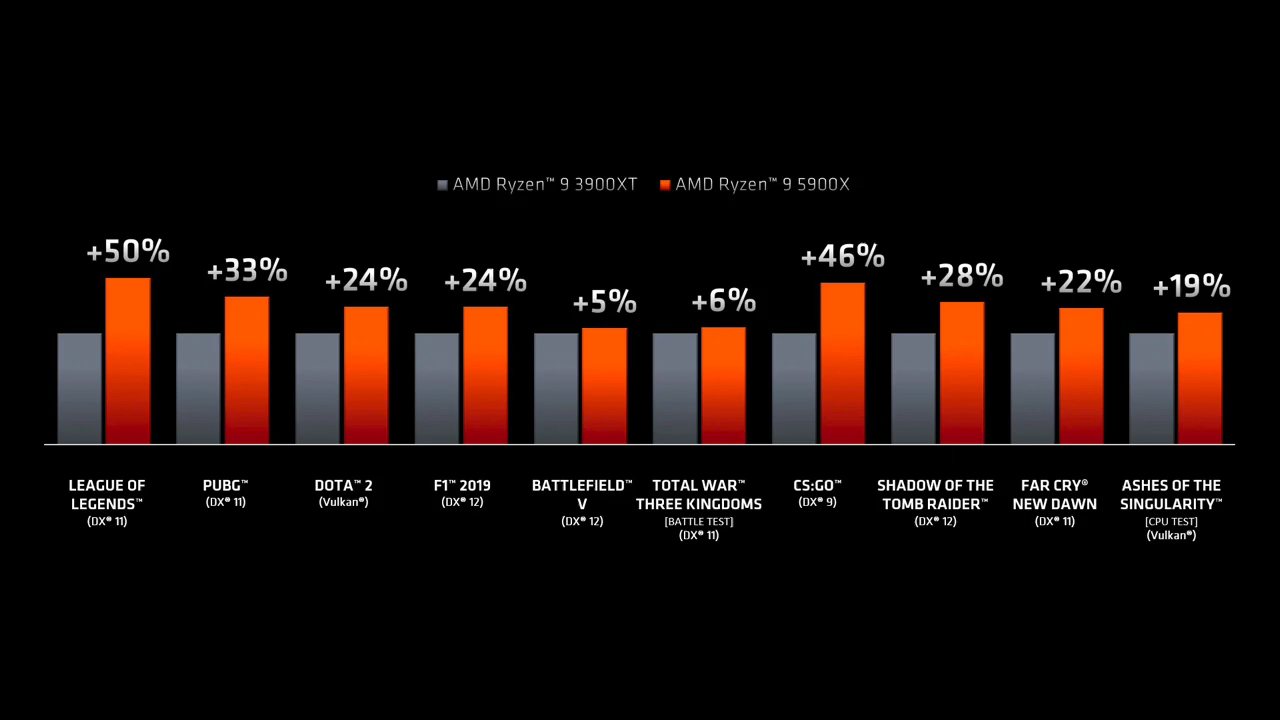 AMD Ryzen™ 9 3900XT
AMD Ryzen™ 9 5900X
+50%
+33%
+24%
+24%
+5%
+6%
+46%
+28%
+22%
+19%
LEAGUE OF
LEGENDS™
(DX® 11)
PUBG™
(DX® 11)
DOTA™ 2
(Vulkan®)
F1™ 2019
(DX® 12)
BATTLEFIELD™
V
(DX® 12)
TOTAL WAR™
THREE KINGDOMS
[BATTLE TEST]
(DX® 11)
CS:GO™
(DX® 9)
SHADOW OF THE
TOMB RAIDER™
(DX® 12)
FAR CRY®
NEW DAWN
(DX® 11)
ASHES OF THE
SINGULARITY™
[CPU TEST]
(Vulkan®)